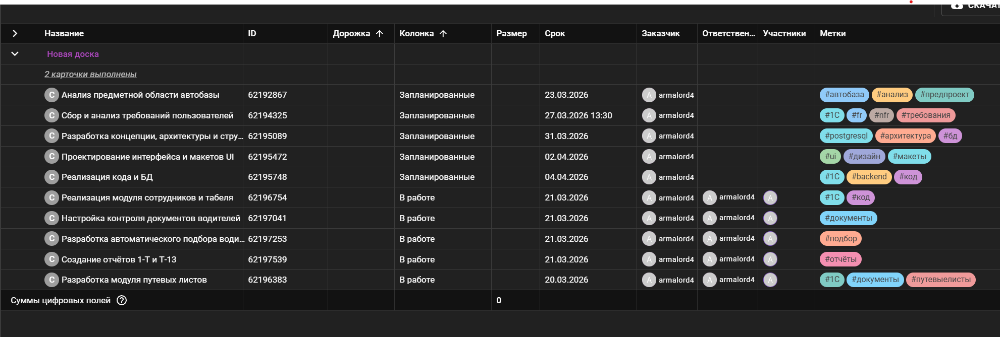 Название ID Дорожка Колонка Размер Срок Заказчик Ответствен... Участники Метки
Новая доска
2 карточки выполнены
С Анализ предметной области автобазы 62192867 Запланированные 23.03.2026 A armalord4 #автобаза #анализ #предпроект
С Сбор и анализ требований пользователей 62194325 Запланированные 27.03.2026 13:30 A armalord4 #1С #fr #nfr #требования
С Разработка концепции, архитектуры и стру... 62195089 Запланированные 31.03.2026 A armalord4 #postgresql #архитектура #бд
С Проектирование интерфейса и макетов UI 62195472 Запланированные 02.04.2026 A armalord4 #ui #дизайн #макеты
С Реализация кода и БД 62195748 Запланированные 04.04.2026 A armalord4 #1С #backend #код
С Реализация модуля сотрудников и табеля 62196754 В работе 21.03.2026 A armalord4 A armalord4 A #1С #код
С Настройка контроля документов водителей 62197041 В работе 21.03.2026 A armalord4 A armalord4 A #документы
С Разработка автоматического подбора води... 62197253 В работе 21.03.2026 A armalord4 A armalord4 A #подбор
С Создание отчётов 1-Т и Т-13 62197539 В работе 21.03.2026 A armalord4 A armalord4 A #отчёты
С Разработка модуля путевых листов 62196383 В работе 20.03.2026 A armalord4 A armalord4 A #1С #документы #путевыелисты
Суммы цифровых полей ? 0